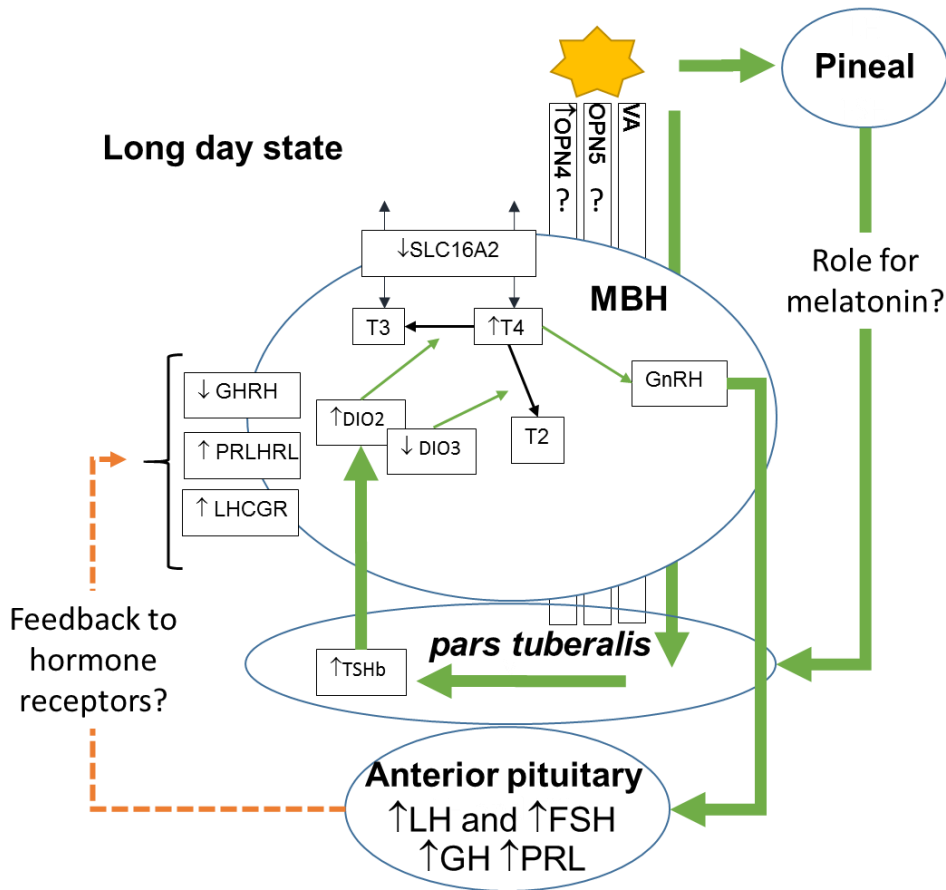 Pineal
↑OPN4 ?
OPN5 ?
VA
Long day state
Role for
melatonin?
↓SLC16A2
MBH
T3
↑T4
GnRH
↓ GHRH
↑DIO2
↓ DIO3
T2
↑ PRLHRL
↑ LHCGR
Feedback to
hormone
receptors?
pars tuberalis
↑TSHb
Anterior pituitary
↑LH and ↑FSH
↑GH ↑PRL